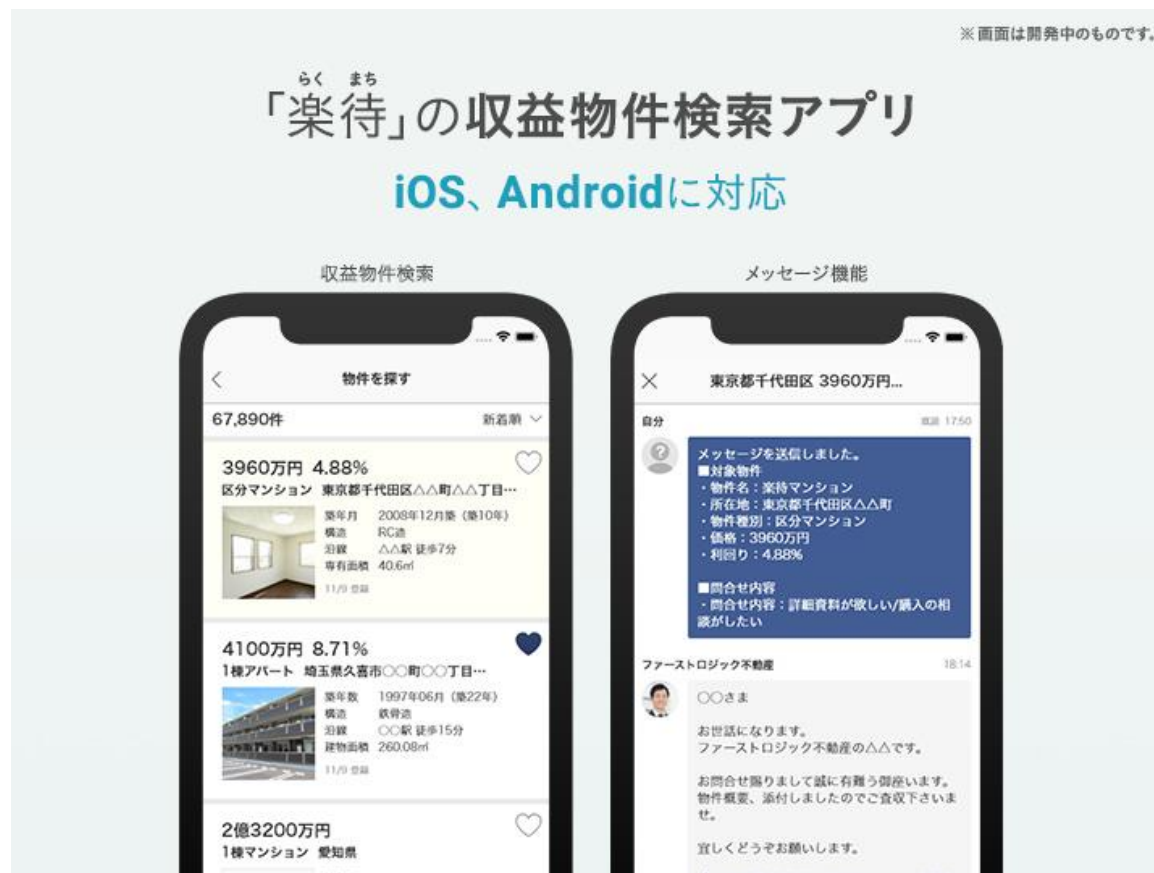 ※画面は開発中のものです。
らく まち
「楽待」の収益物件検索アプリ
iOS、Androidに対応
収益物件検索
物件を探す
67,890件 新着順
3960万円 4.88%
区分マンション 東京都千代田区△△町△△丁目…
築年月 2008年12月築（築10年）
構造 RC造
沿線 △△駅 徒歩7分
専有面積 40.6㎡
11/9 登録
4100万円 8.71%
1棟アパート 埼玉県久喜市○○町○○丁目…
築年数 1997年06月（築22年）
構造 鉄骨造
沿線 ○○駅 徒歩15分
建物面積 260.08㎡
11/9 登録
2億3200万円
1棟マンション 愛知県
メッセージ機能
東京都千代田区 3960万円...
自分 既読 17:50
メッセージを送信しました。
■対象物件
・物件名：楽待マンション
・所在地：東京都千代田区△△町
・物件種別：区分マンション
・価格：3960万円
・利回り：4.88%
■問合せ内容
・問合せ内容：詳細資料が欲しい/購入の相
談がしたい
ファーストロジック不動産 18:14
○○さま
お世話になります。
ファーストロジック不動産の△△です。
お問合せ賜りまして誠に有難う御座います。
物件概要、添付しましたのでご査収下さいま
せ。
宜しくどうぞお願いします。